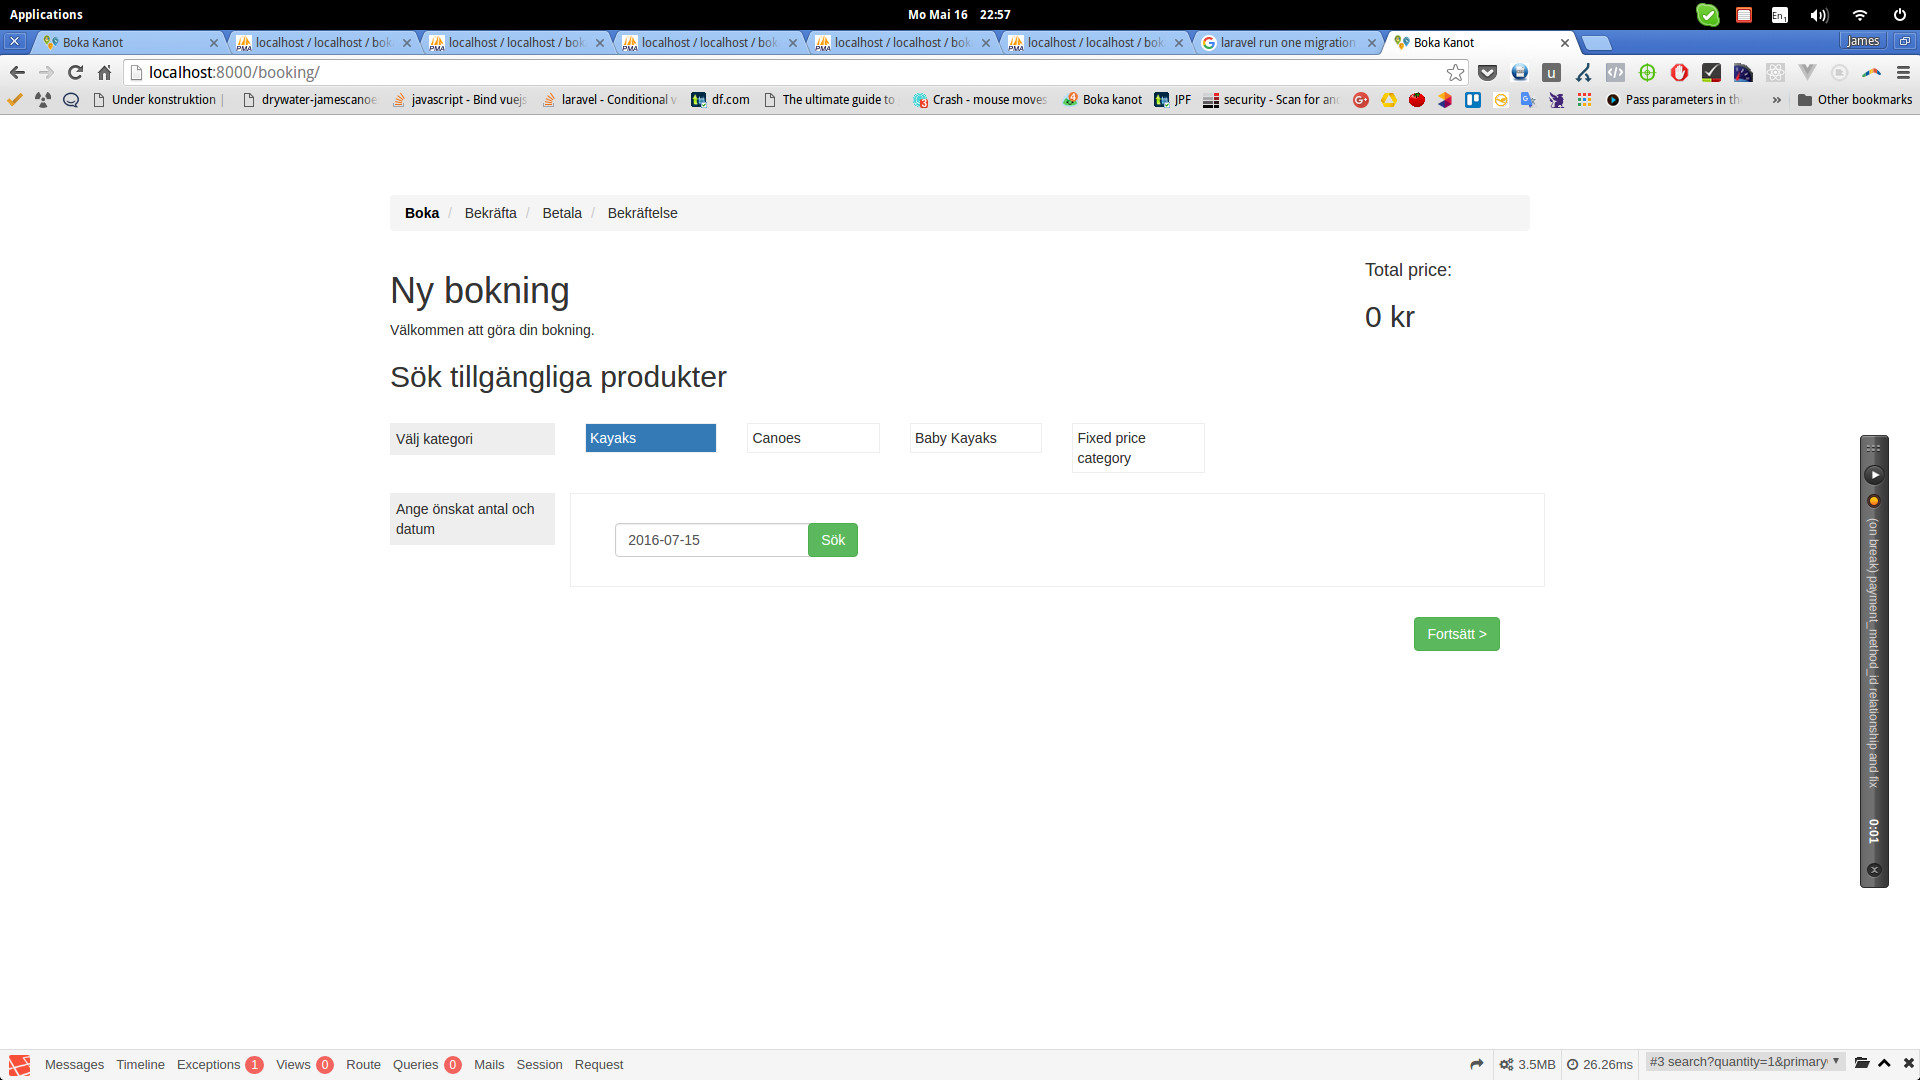 Applications
Mo Mai 16 22:57
En1
Boka Kanot
localhost / localhost / bok
localhost / localhost / bok
localhost / localhost / bok
localhost / localhost / bok
localhost / localhost / bok
laravel run one migration
Boka Kanot
James
localhost:8000/booking/
Under konstruktion |
drywater-jamescanoe
javascript - Bind vuejs
laravel - Conditional v
df.com
The ultimate guide to
Crash - mouse moves
Boka kanot
JPF
security - Scan for and
Pass parameters in th
» Other bookmarks
Boka / Bekräfta / Betala / Bekräftelse
Total price:
Ny bokning
0 kr
Välkommen att göra din bokning.
Sök tillgängliga produkter
Välj kategori
Kayaks
Canoes
Baby Kayaks
Fixed price
category
Ange önskat antal och
datum
2016-07-15
Sök
Fortsätt >
(on break) payment_method_id relationship and fix
0:01
Messages Timeline Exceptions 1 Views 0 Route Queries 0 Mails Session Request
3.5MB
26.26ms
#3 search?quantity=1&primary